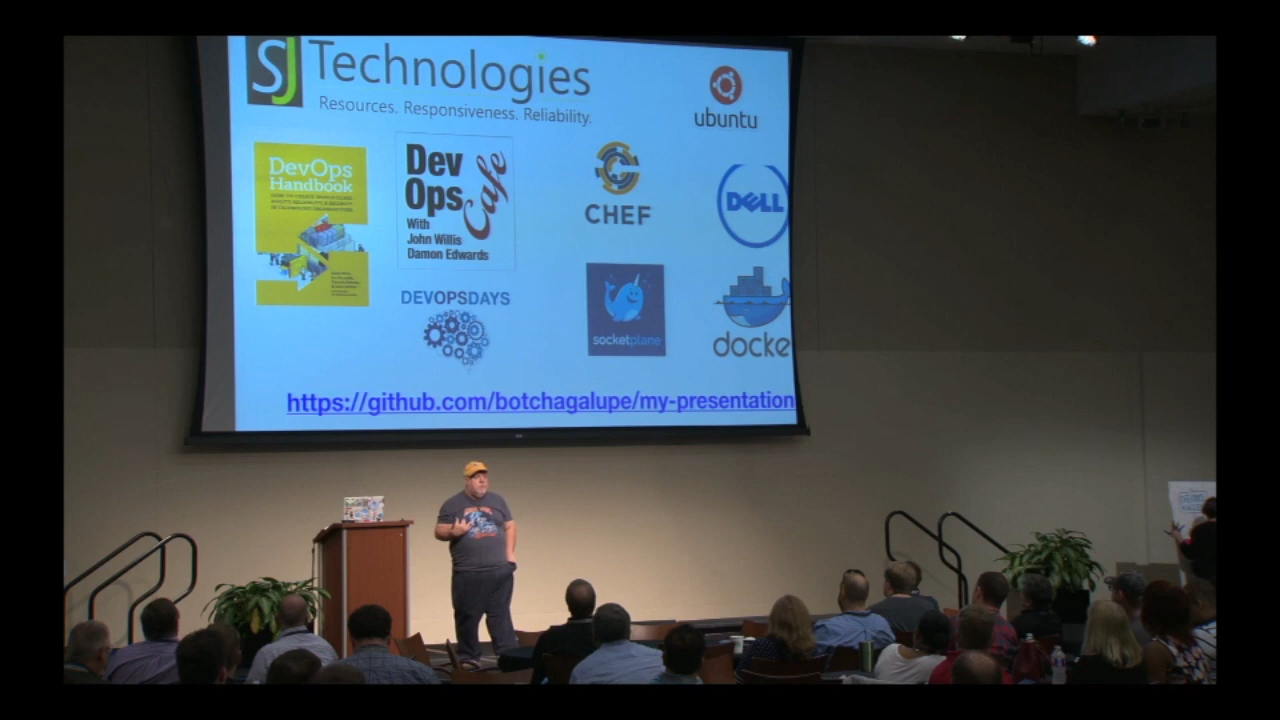 SJ Technologies
Resources. Responsiveness. Reliability.
ubuntu
DevOps
Handbook
Dev
Ops
Cafe
With
John Willis
Damon Edwards
CHEF
DELL
DEVOPSDAYS
socketplane
docke
https://github.com/botchagalupe/my-presentation